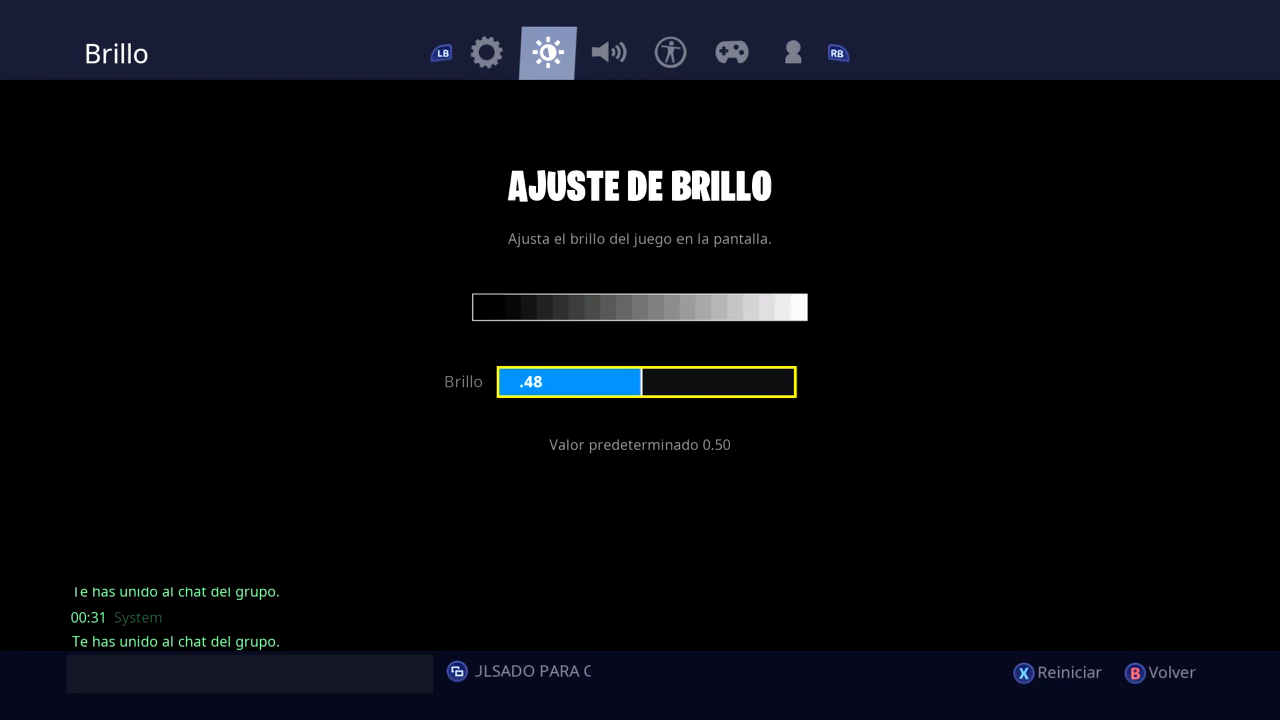 Brillo
LB
RB
AJUSTE DE BRILLO
Ajusta el brillo del juego en la pantalla.
Brillo .48
Valor predeterminado 0.50
Te has unido al chat del grupo.
00:31 System
Te has unido al chat del grupo.
ULSADO PARA C
X Reiniciar
B Volver